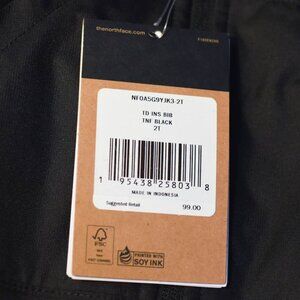 thenorthface.com
NF0A5G9YJK3-2T
TD INS BIB
TNF BLACK
2T
1 95438 25803 8
MADE IN INDONESIA
Suggested Retail 99.00
FSC
PRINTED WITH
SOY INK